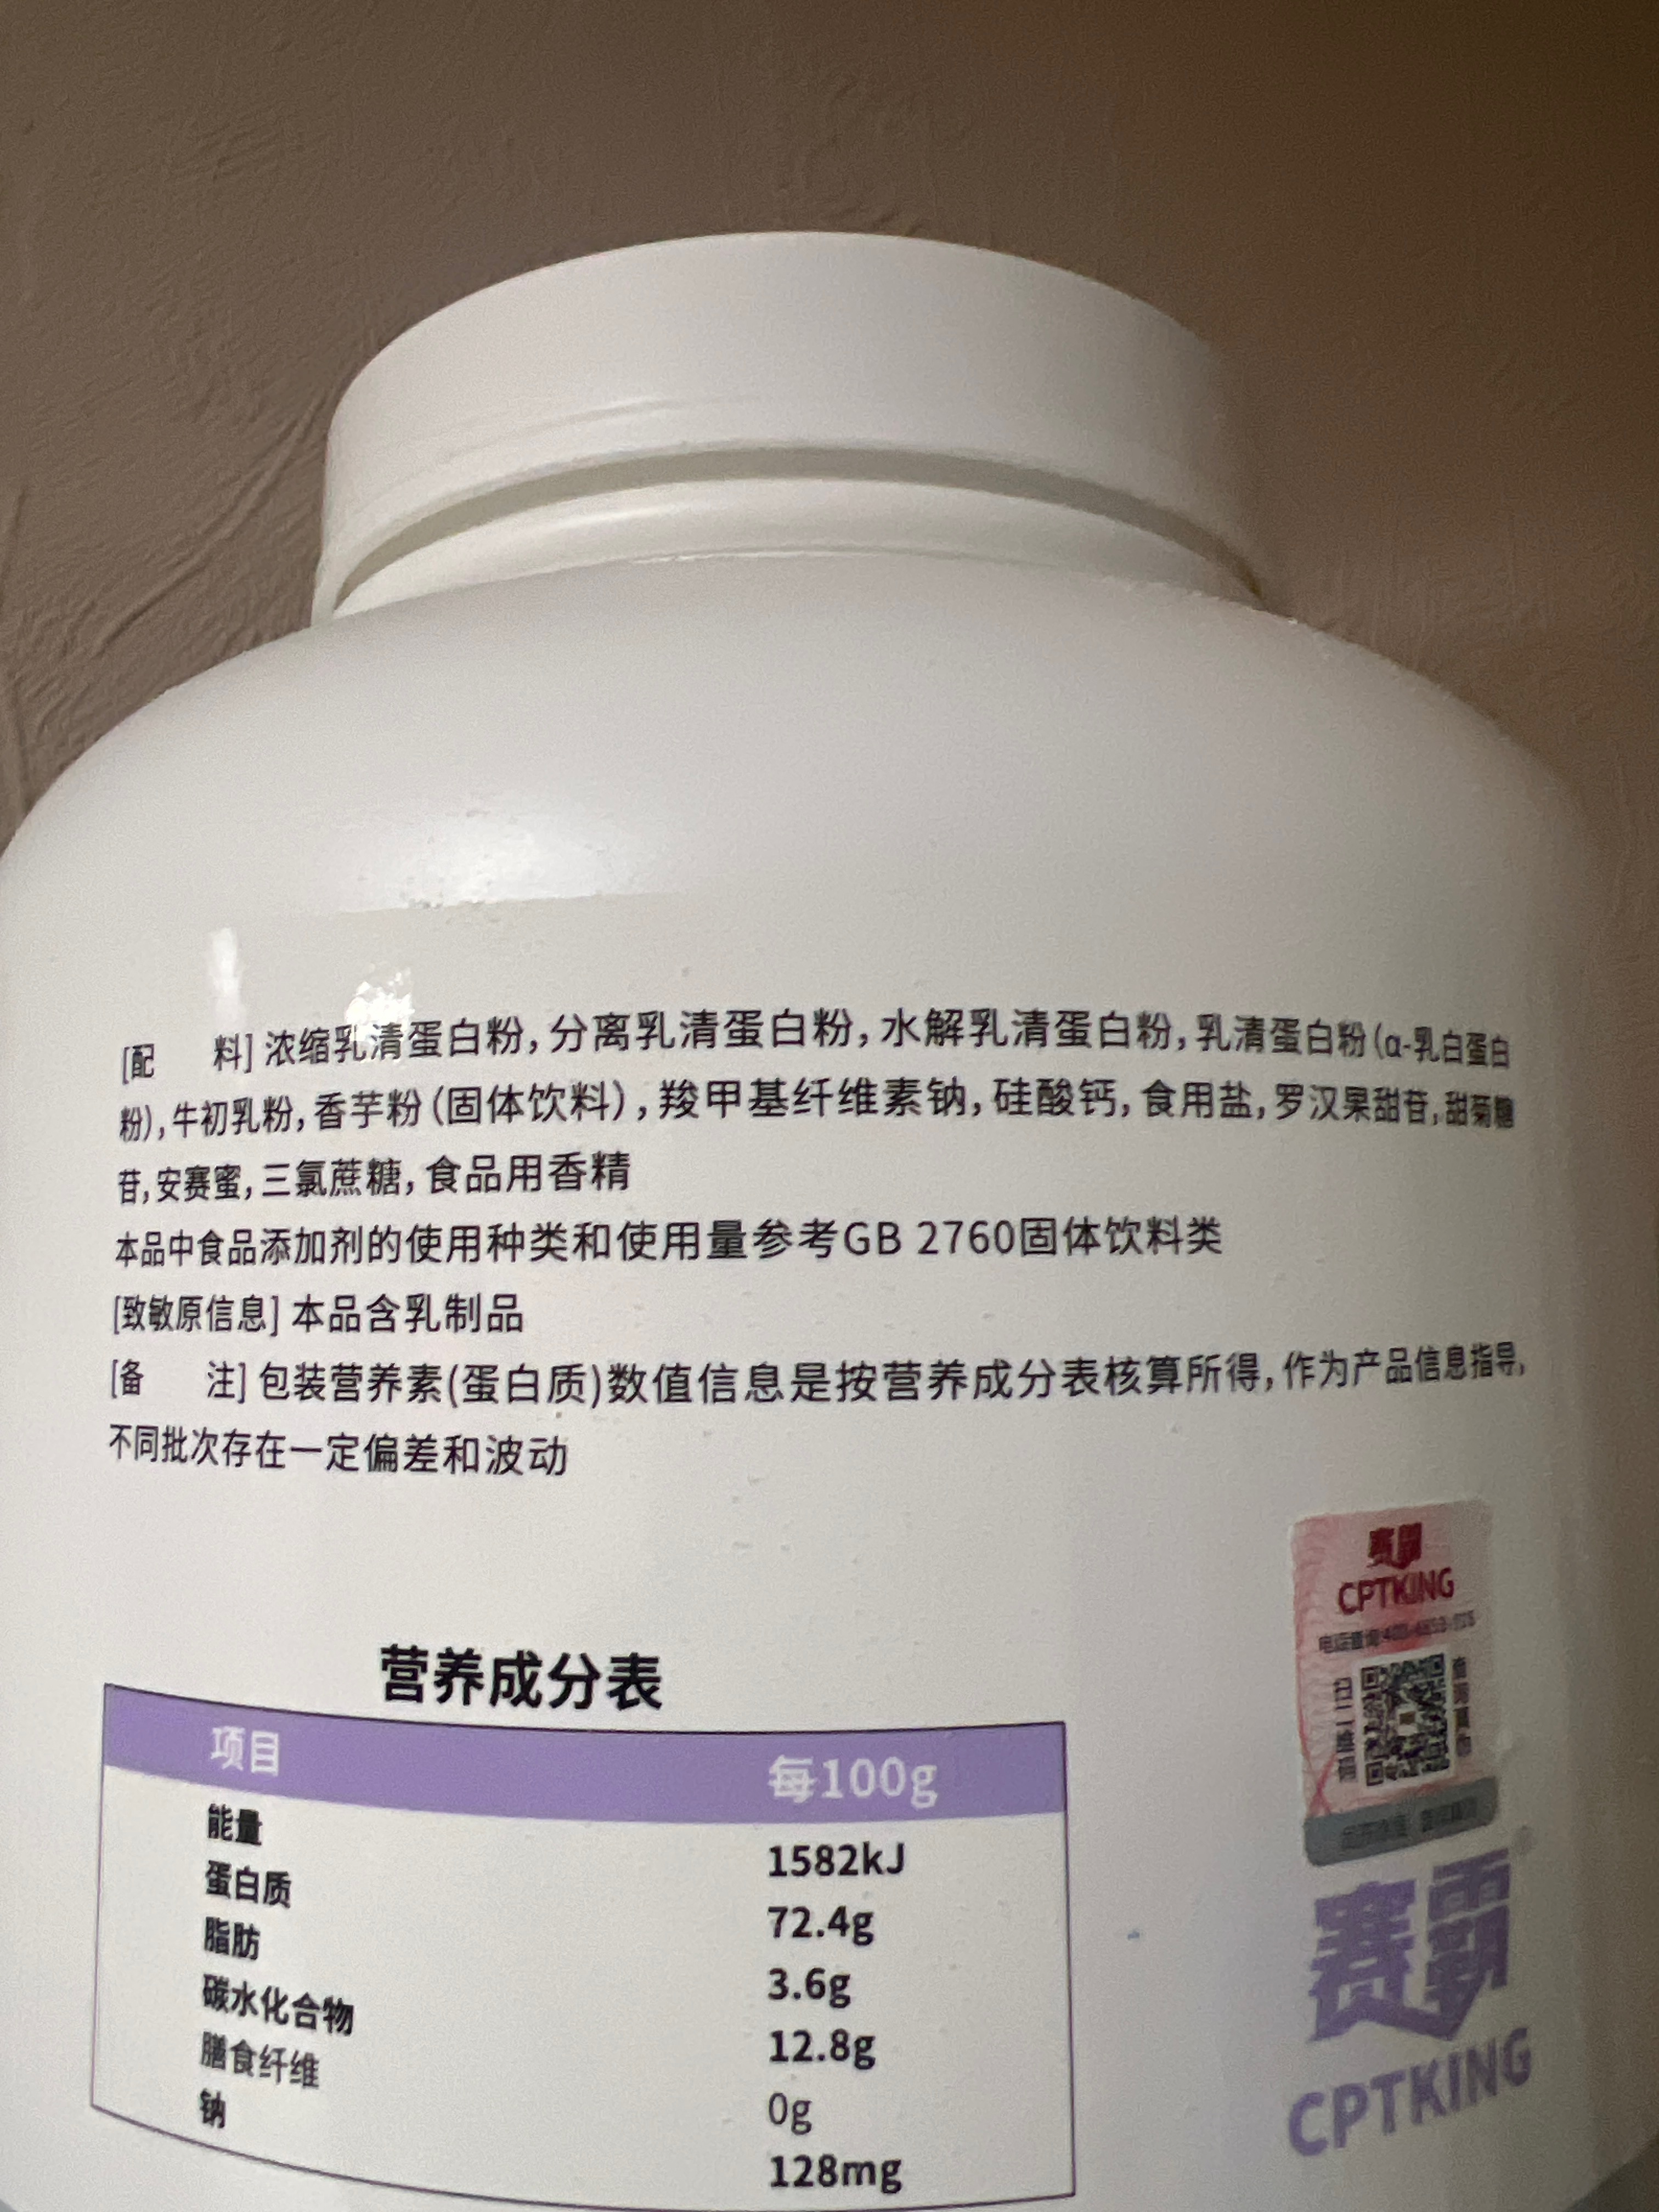 [配 料] 浓缩乳清蛋白粉,分离乳清蛋白粉,水解乳清蛋白粉,乳清蛋白粉(α-乳白蛋白
粉),牛初乳粉,香芋粉(固体饮料),羧甲基纤维素钠,硅酸钙,食用盐,罗汉果甜苷,甜菊糖
苷,安赛蜜,三氯蔗糖,食品用香精
本品中食品添加剂的使用种类和使用量参考GB 2760固体饮料类
[致敏原信息] 本品含乳制品
[备 注] 包装营养素(蛋白质)数值信息是按营养成分表核算所得,作为产品信息指导,
不同批次存在一定偏差和波动
赛霸
CPTKING
电话查询
营养成分表
项目 每100g
能量 1582kJ
蛋白质 72.4g
脂肪 3.6g
碳水化合物 12.8g
膳食纤维 0g
钠 128mg
赛霸®
CPTKING